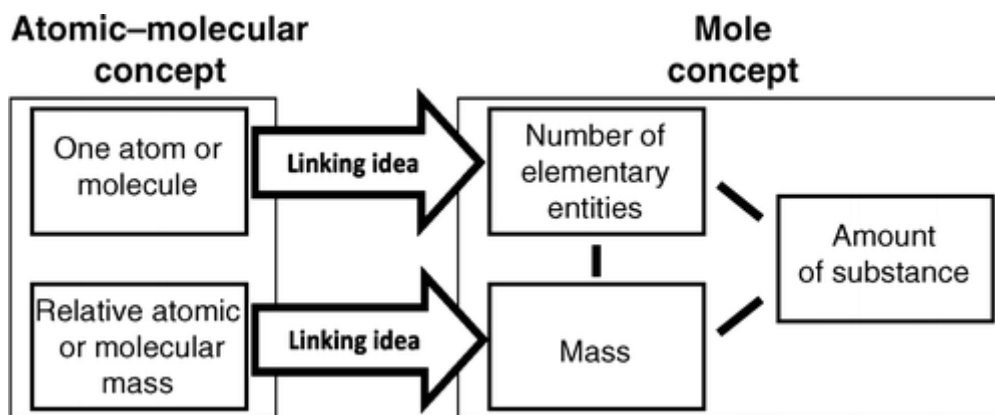 Atomic–molecular
concept
Mole
concept
One atom or
molecule
Linking idea
Number of
elementary
entities
Amount
of substance
Relative atomic
or molecular
mass
Linking idea
Mass